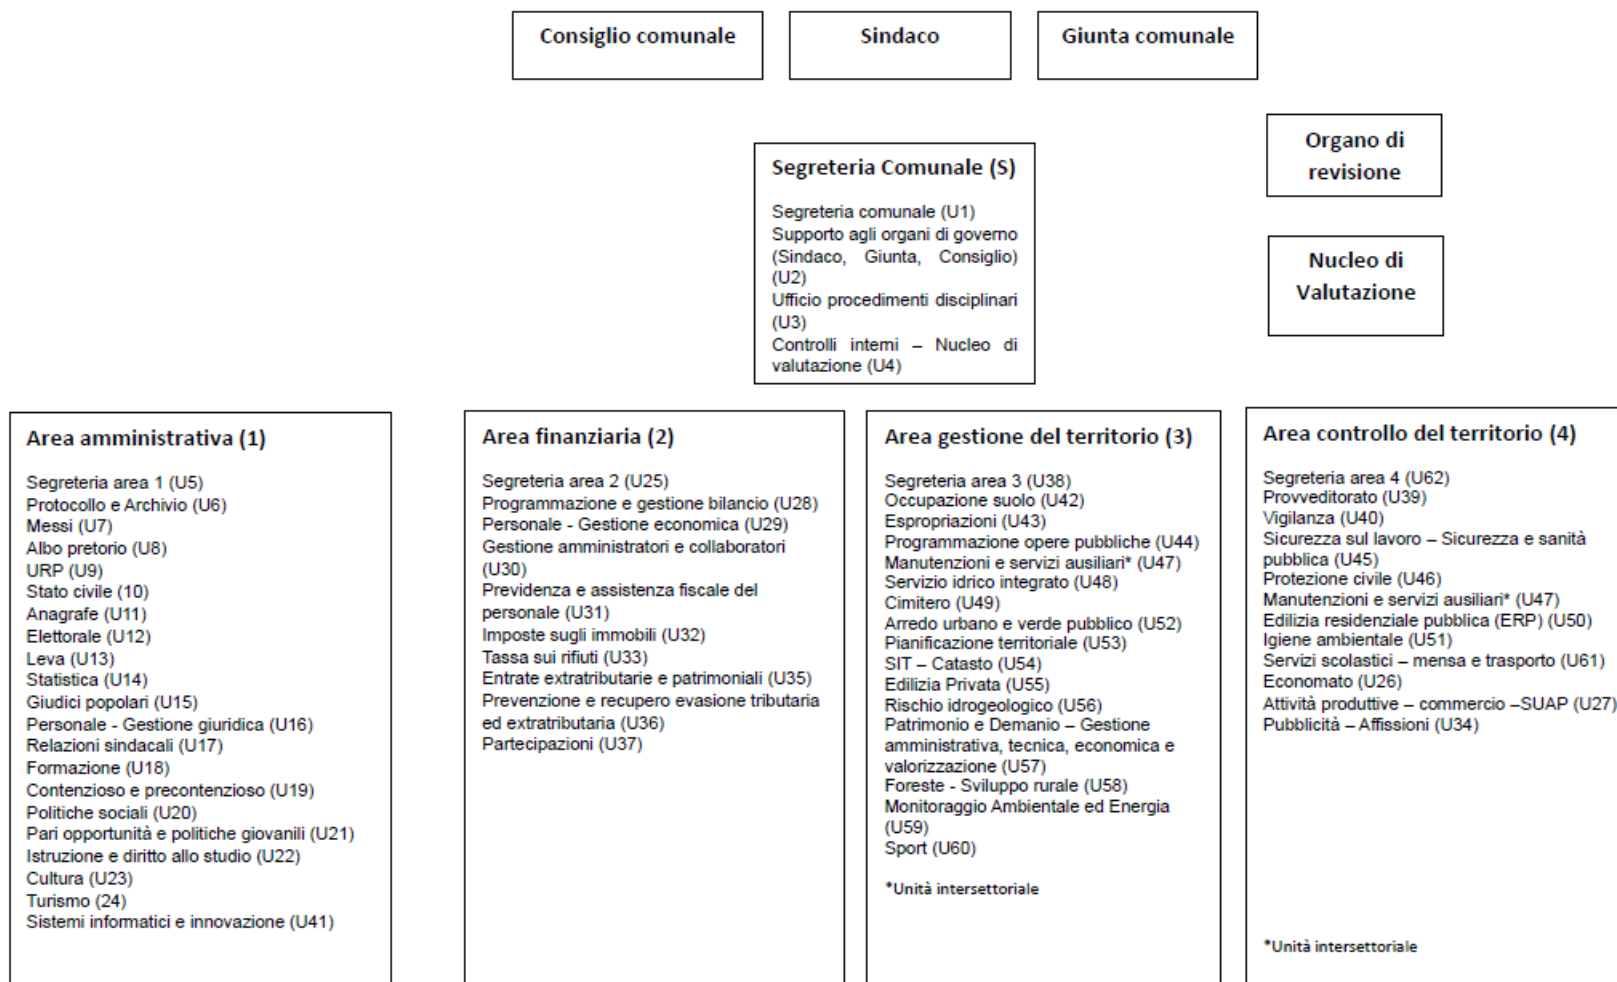 Consiglio comunale
Sindaco
Giunta comunale
Organo di
revisione
Nucleo di
Valutazione
Segreteria Comunale (S)
Segreteria comunale (U1)
Supporto agli organi di governo
(Sindaco, Giunta, Consiglio)
(U2)
Ufficio procedimenti disciplinari
(U3)
Controlli interni – Nucleo di
valutazione (U4)
Area amministrativa (1)
Segreteria area 1 (U5)
Protocollo e Archivio (U6)
Messi (U7)
Albo pretorio (U8)
URP (U9)
Stato civile (10)
Anagrafe (U11)
Elettorale (U12)
Leva (U13)
Statistica (U14)
Giudici popolari (U15)
Personale - Gestione giuridica (U16)
Relazioni sindacali (U17)
Formazione (U18)
Contenzioso e precontenzioso (U19)
Politiche sociali (U20)
Pari opportunità e politiche giovanili (U21)
Istruzione e diritto allo studio (U22)
Cultura (U23)
Turismo (24)
Sistemi informatici e innovazione (U41)
Area finanziaria (2)
Segreteria area 2 (U25)
Programmazione e gestione bilancio (U28)
Personale - Gestione economica (U29)
Gestione amministratori e collaboratori
(U30)
Previdenza e assistenza fiscale del
personale (U31)
Imposte sugli immobili (U32)
Tassa sui rifiuti (U33)
Entrate extratributarie e patrimoniali (U35)
Prevenzione e recupero evasione tributaria
ed extratributaria (U36)
Partecipazioni (U37)
Area gestione del territorio (3)
Segreteria area 3 (U38)
Occupazione suolo (U42)
Espropriazioni (U43)
Programmazione opere pubbliche (U44)
Manutenzioni e servizi ausiliari* (U47)
Servizio idrico integrato (U48)
Cimitero (U49)
Arredo urbano e verde pubblico (U52)
Pianificazione territoriale (U53)
SIT – Catasto (U54)
Edilizia Privata (U55)
Rischio idrogeologico (U56)
Patrimonio e Demanio – Gestione
amministrativa, tecnica, economica e
valorizzazione (U57)
Foreste - Sviluppo rurale (U58)
Monitoraggio Ambientale ed Energia
(U59)
Sport (U60)
*Unità intersettoriale
Area controllo del territorio (4)
Segreteria area 4 (U62)
Provveditorato (U39)
Vigilanza (U40)
Sicurezza sul lavoro – Sicurezza e sanità
pubblica (U45)
Protezione civile (U46)
Manutenzioni e servizi ausiliari* (U47)
Edilizia residenziale pubblica (ERP) (U50)
Igiene ambientale (U51)
Servizi scolastici – mensa e trasporto (U61)
Economato (U26)
Attività produttive – commercio –SUAP (U27)
Pubblicità – Affissioni (U34)
*Unità intersettoriale